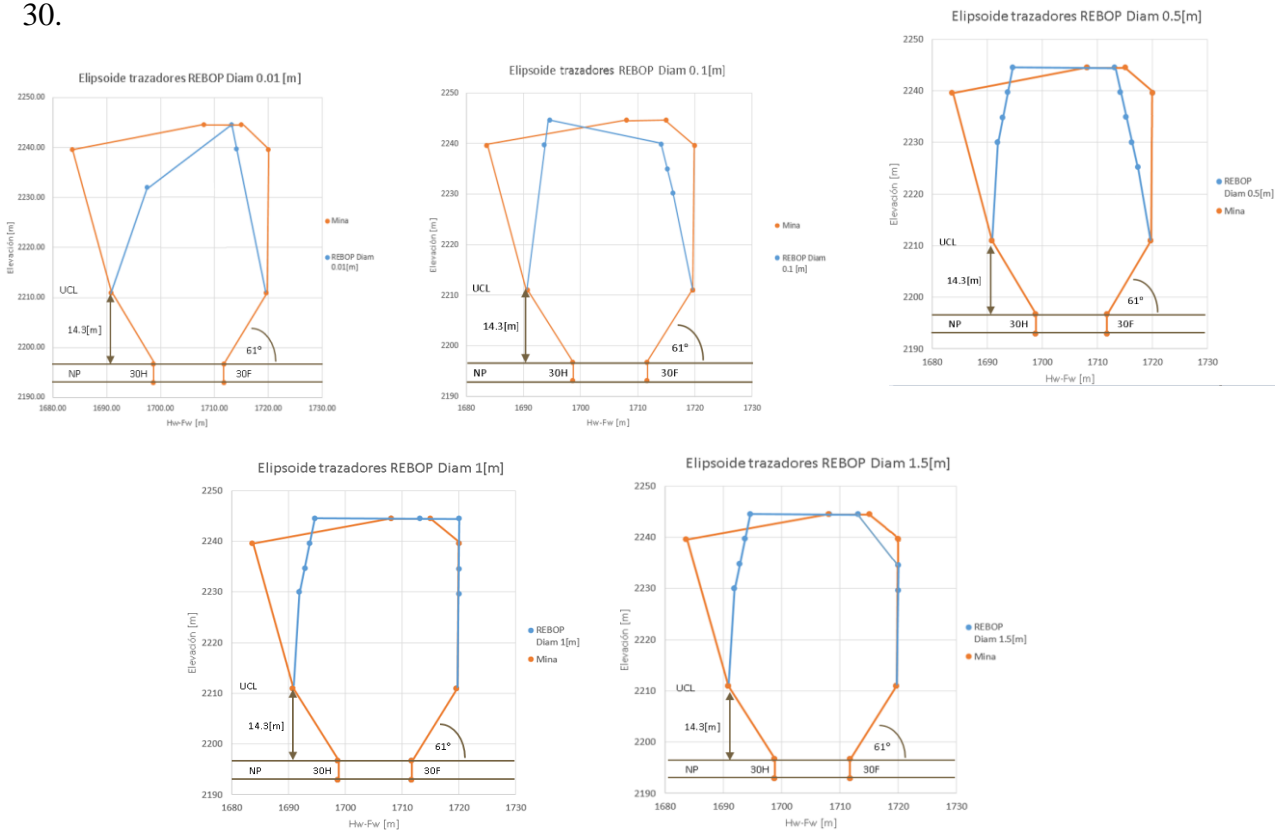 30.
Elipsoide trazadores REBOP Diam 0.01 [m]
2250.00
2240.00
2230.00
2220.00
2210.00
2200.00
2190.00
Elevación [m]
UCL
14.3[m]
61°
NP
30H
30F
1680.00
1690.00
1700.00
1710.00
1720.00
1730.00
Hw-Fw [m]
Mina
REBOP Diam
0.01[m]
Elipsoide trazadores REBOP Diam 0.1[m]
2250
2240
2230
2220
2210
2200
2190
Elevación [m]
UCL
14.3[m]
61°
NP
30H
30F
1680
1690
1700
1710
1720
1730
Hw-Fw [m]
Mina
REBOP Diam
0.1 [m]
Elipsoide trazadores REBOP Diam 0.5[m]
2250
2240
2230
2220
2210
2200
2190
Elevación [m]
UCL
14.3[m]
61°
NP
30H
30F
1680
1690
1700
1710
1720
1730
Hw-Fw [m]
REBOP
Diam 0.5[m]
Mina
Elipsoide trazadores REBOP Diam 1[m]
2250
2240
2230
2220
2210
2200
2190
Elevación [m]
UCL
14.3[m]
61°
NP
30H
30F
1680
1690
1700
1710
1720
1730
Hw-Fw [m]
REBOP
Diam 1[m]
Mina
Elipsoide trazadores REBOP Diam 1.5[m]
2250
2240
2230
2220
2210
2200
2190
Elevación [m]
UCL
14.3[m]
61°
NP
30H
30F
1680
1690
1700
1710
1720
1730
Hw-Fw [m]
REBOP
Diam 1.5[m]
Mina